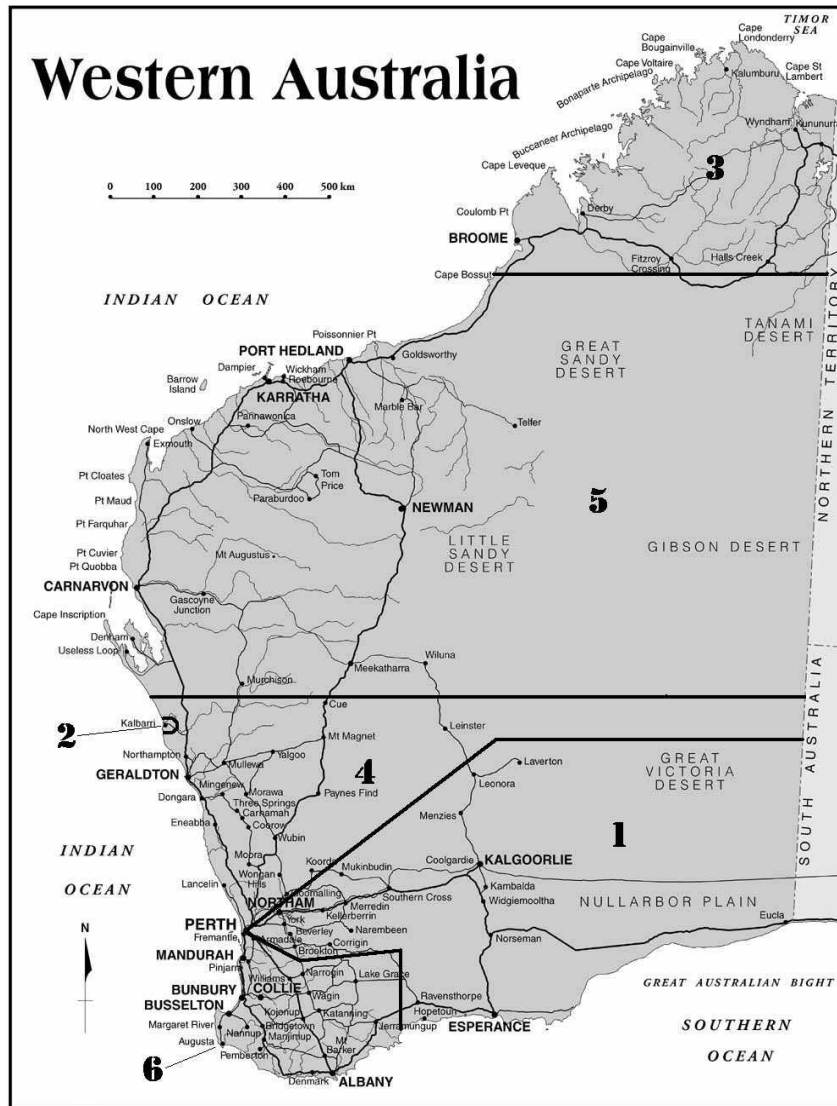 TIMOR
SEA
Cape
Londonderry
Cape
Bougainville
Cape Voltaire
Cape St
Lambert
Bonaparte Archipelago
Kalumburu
Western Australia
Wyndham
Kununurra
Buccaneer Archipelago
3
Cape Leveque
0 100 200 300 400 500 km
Derby
Coulomb Pt
BROOME
Fitzroy
Crossing
Halls Creek
Cape Bossut
INDIAN OCEAN
TANAMI
DESERT
NORTHERN TERRITORY
Poissonnier Pt
GREAT
SANDY
DESERT
PORT HEDLAND
Goldsworthy
Dampier
Wickham
Roebourne
Barrow
Island
KARRATHA
Marble Bar
Pannawonica
Onslow
Telfer
North West Cape
Exmouth
Tom
Price
Pt Cloates
Paraburdoo
Pt Maud
NEWMAN
5
Pt Farquhar
LITTLE
SANDY
DESERT
GIBSON DESERT
Pt Cuvier
Mt Augustus
Pt Quobba
CARNARVON
Gascoyne
Junction
Cape Inscription
Denham
Useless Loop
Wiluna
Meekatharra
Murchison
SOUTH AUSTRALIA
Cue
Kalbarri
2
Leinster
Mt Magnet
Northampton
Yalgoo
Mullewa
GERALDTON
4
Laverton
GREAT
VICTORIA
DESERT
Leonora
Mingenew
Morawa
Paynes Find
Dongara
Three Springs
Carnamah
Coorow
Menzies
Eneabba
Wubin
1
INDIAN
OCEAN
Moora
Koorda
Mukinbudin
Coolgardie
KALGOORLIE
Wongan
Hills
Lancelin
Goomalling
Southern Cross
Kambalda
NORTHAM
Merredin
Kellerberrin
Widgiemooltha
NULLARBOR PLAIN
N
PERTH
York
Narembeen
Eucla
Fremantle
Beverley
Armadale
Corrigin
Brookton
Norseman
MANDURAH
Pinjarra
Narrogin
Williams
Lake Grace
GREAT AUSTRALIAN BIGHT
BUNBURY
COLLIE
Wagin
BUSSELTON
Ravensthorpe
Kojonup
Katanning
Hopetoun
ESPERANCE
SOUTHERN
OCEAN
Margaret River
Bridgetown
Jerramungup
Nannup
Manjimup
Augusta
Mt
Barker
Pemberton
6
Denmark
ALBANY